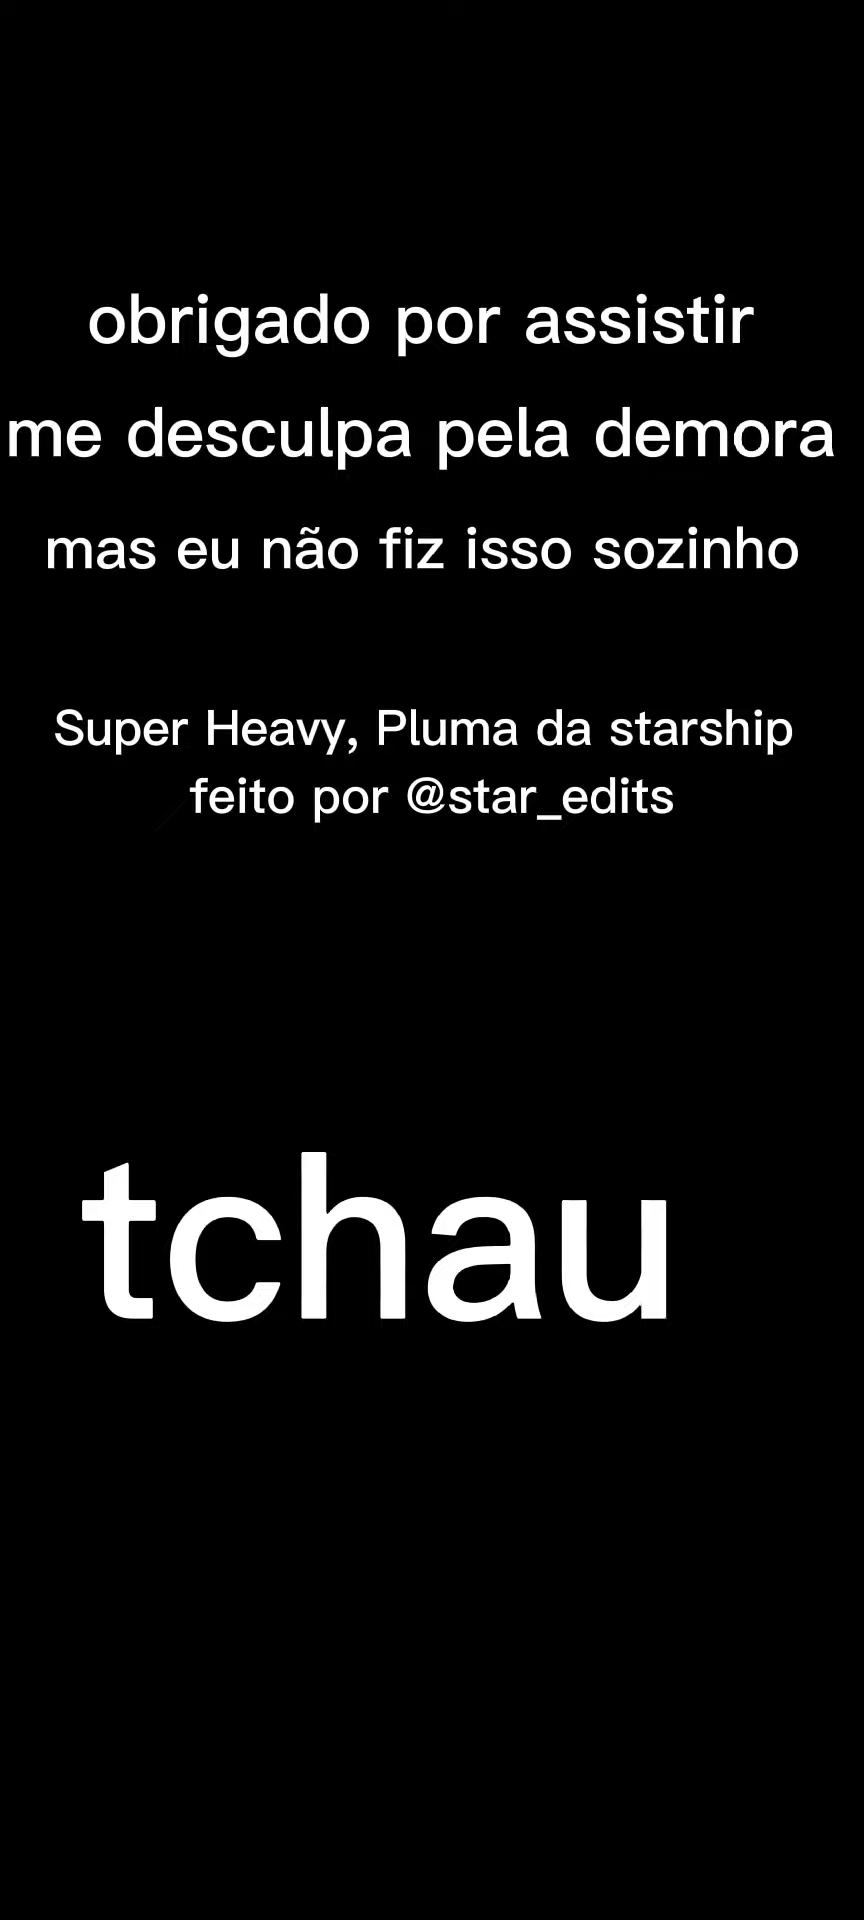 obrigado por assistir
me desculpa pela demora
mas eu não fiz isso sozinho
Super Heavy, Pluma da starship
feito por @star_edits
tchau